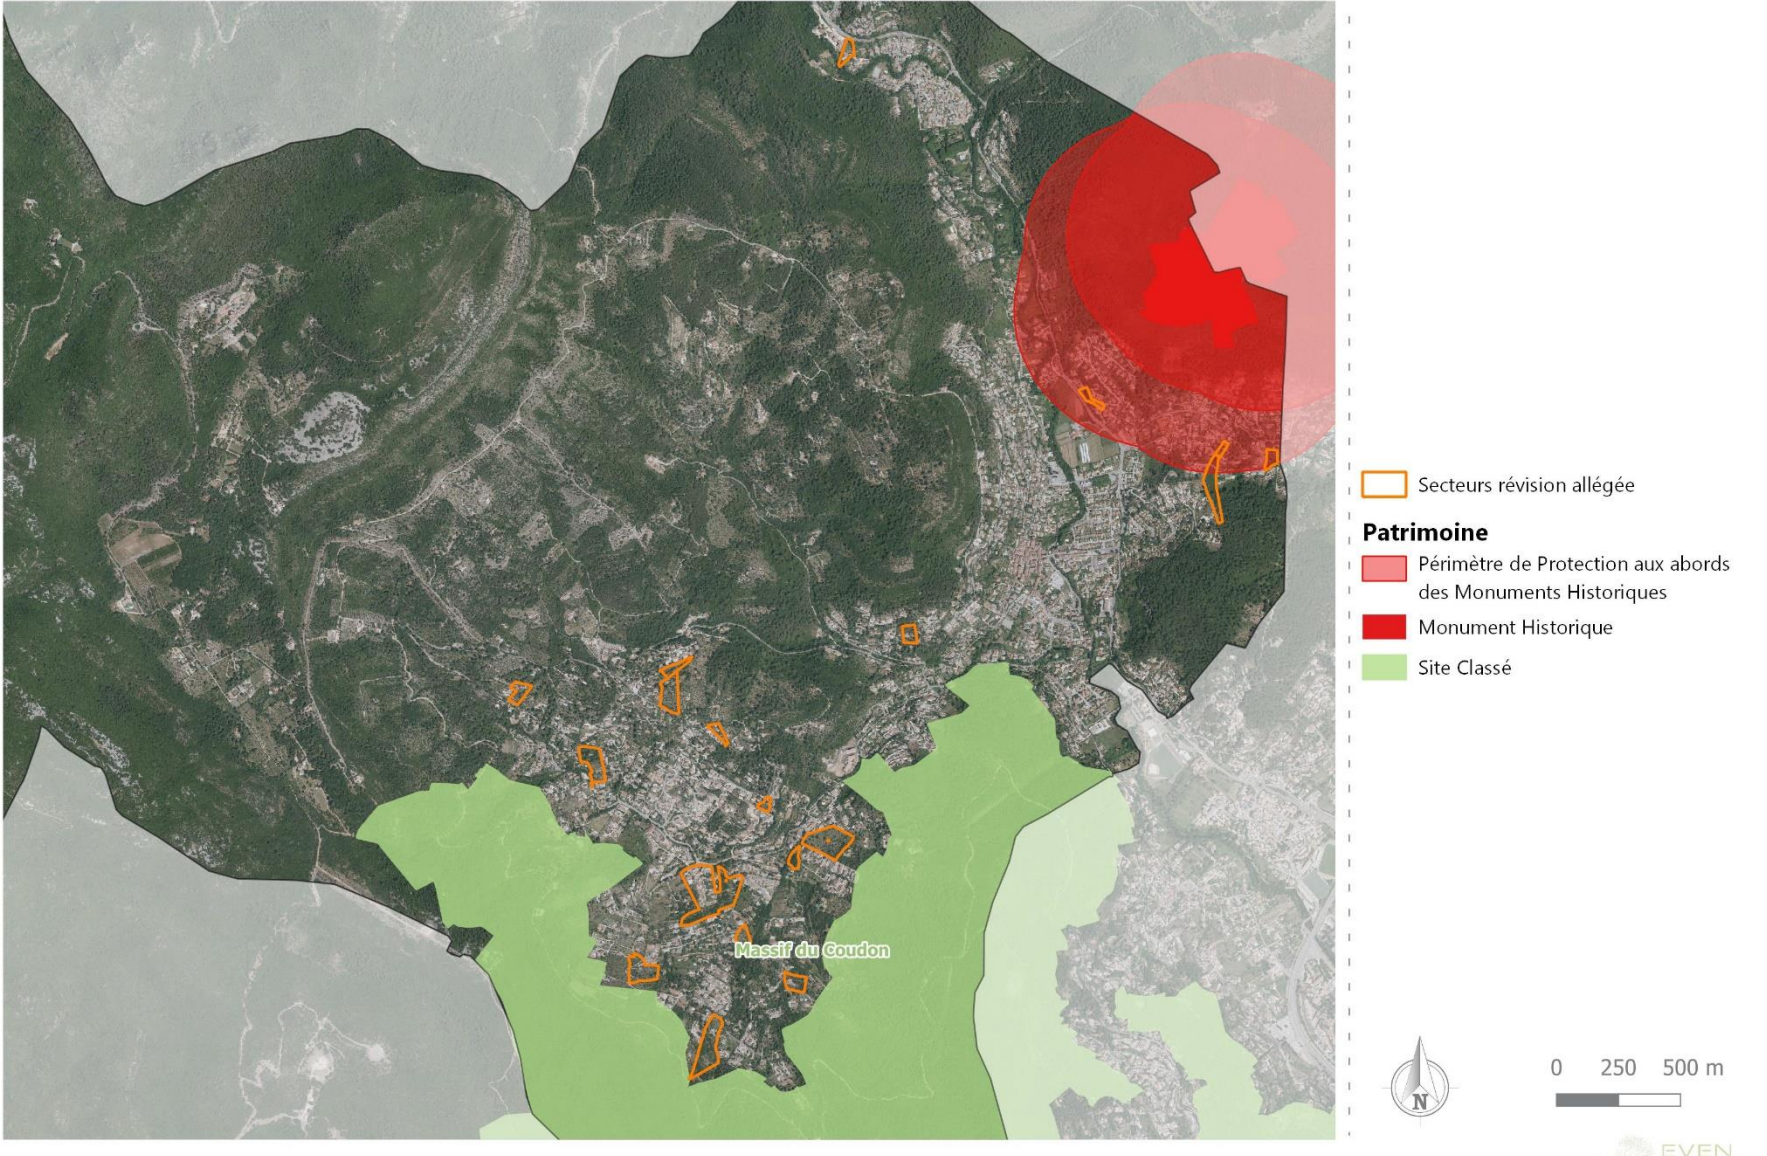 Massif du Coudon
Secteurs révision allégée
Patrimoine
Périmètre de Protection aux abords
des Monuments Historiques
Monument Historique
Site Classé
N
0 250 500 m
EVEN